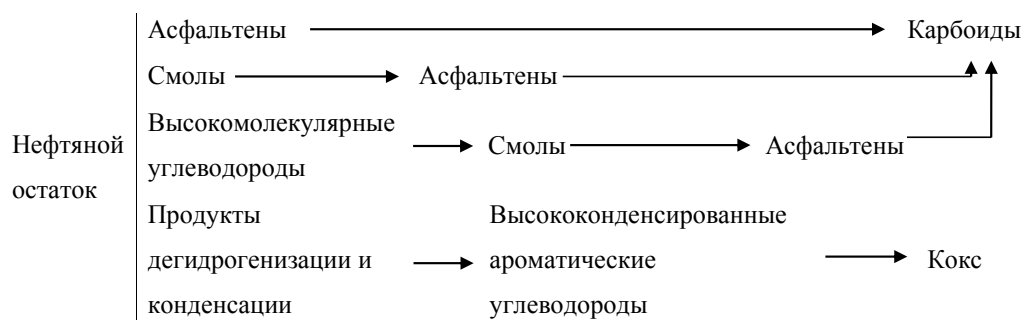 Асфальтены Карбоиды
Смолы Асфальтены
Нефтяной остаток
Высокомолекулярные углеводороды Смолы Асфальтены
Продукты дегидрогенизации и конденсации
Высококонденсированные ароматические углеводороды
Кокс